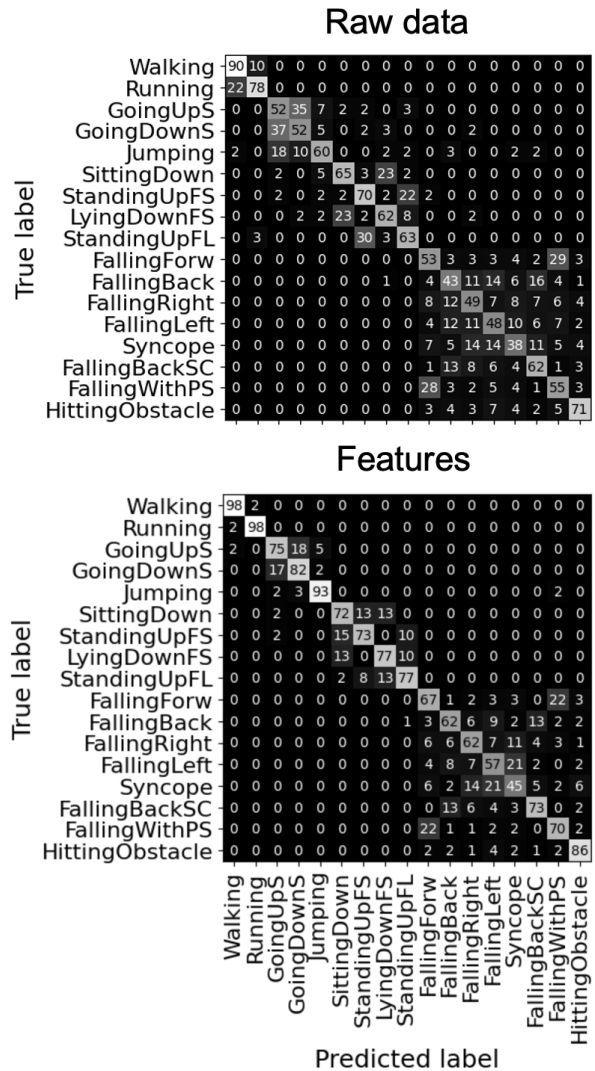 Raw data
True label
Walking 90 10 0 0 0 0 0 0 0 0 0 0 0 0 0 0 0
Running 22 78 0 0 0 0 0 0 0 0 0 0 0 0 0 0 0
GoingUpS 0 0 52 35 7 2 2 0 3 0 0 0 0 0 0 0 0
GoingDownS 0 0 37 52 5 0 2 3 0 0 0 2 0 0 0 0 0
Jumping 2 0 18 10 60 0 0 2 2 0 3 0 0 2 2 0 0
SittingDown 0 0 2 0 5 65 3 23 2 0 0 0 0 0 0 0 0
StandingUpFS 0 0 2 0 2 2 70 2 22 2 0 0 0 0 0 0 0
LyingDownFS 0 0 0 2 2 23 2 62 8 0 0 2 0 0 0 0 0
StandingUpFL 0 3 0 0 0 0 30 3 63 0 0 0 0 0 0 0 0
FallingForw 0 0 0 0 0 0 0 0 0 53 3 3 3 4 2 29 3
FallingBack 0 0 0 0 0 0 0 1 0 4 43 11 14 6 16 4 1
FallingRight 0 0 0 0 0 0 0 0 0 8 12 49 7 8 7 6 4
FallingLeft 0 0 0 0 0 0 0 0 0 4 12 11 48 10 6 7 2
Syncope 0 0 0 0 0 0 0 0 0 7 5 14 14 38 11 5 4
FallingBackSC 0 0 0 0 0 0 0 0 0 1 13 8 6 4 62 1 3
FallingWithPS 0 0 0 0 0 0 0 0 0 28 3 2 5 4 1 55 3
HittingObstacle 0 0 0 0 0 0 0 0 0 3 4 3 7 4 2 5 71
Features
True label
Walking 98 2 0 0 0 0 0 0 0 0 0 0 0 0 0 0 0
Running 2 98 0 0 0 0 0 0 0 0 0 0 0 0 0 0 0
GoingUpS 2 0 75 18 5 0 0 0 0 0 0 0 0 0 0 0 0
GoingDownS 0 0 17 82 2 0 0 0 0 0 0 0 0 0 0 0 0
Jumping 0 0 2 3 93 0 0 0 0 0 0 0 0 0 0 2 0
SittingDown 0 0 2 0 0 72 13 13 0 0 0 0 0 0 0 0 0
StandingUpFS 0 0 2 0 0 15 73 0 10 0 0 0 0 0 0 0 0
LyingDownFS 0 0 0 0 0 13 0 77 10 0 0 0 0 0 0 0 0
StandingUpFL 0 0 0 0 0 2 8 13 77 0 0 0 0 0 0 0 0
FallingForw 0 0 0 0 0 0 0 0 0 67 1 2 3 3 0 22 3
FallingBack 0 0 0 0 0 0 0 0 1 3 62 6 9 2 13 2 2
FallingRight 0 0 0 0 0 0 0 0 0 6 6 62 7 11 4 3 1
FallingLeft 0 0 0 0 0 0 0 0 0 4 8 7 57 21 2 0 2
Syncope 0 0 0 0 0 0 0 0 0 6 2 14 21 45 5 2 6
FallingBackSC 0 0 0 0 0 0 0 0 0 0 13 6 4 3 73 0 2
FallingWithPS 0 0 0 0 0 0 0 0 0 22 1 1 2 2 0 70 2
HittingObstacle 0 0 0 0 0 0 0 0 0 2 2 1 4 2 1 2 86
Walking
Running
GoingUpS
GoingDownS
Jumping
SittingDown
StandingUpFS
LyingDownFS
StandingUpFL
FallingForw
FallingBack
FallingRight
FallingLeft
Syncope
FallingBackSC
FallingWithPS
HittingObstacle
Predicted label